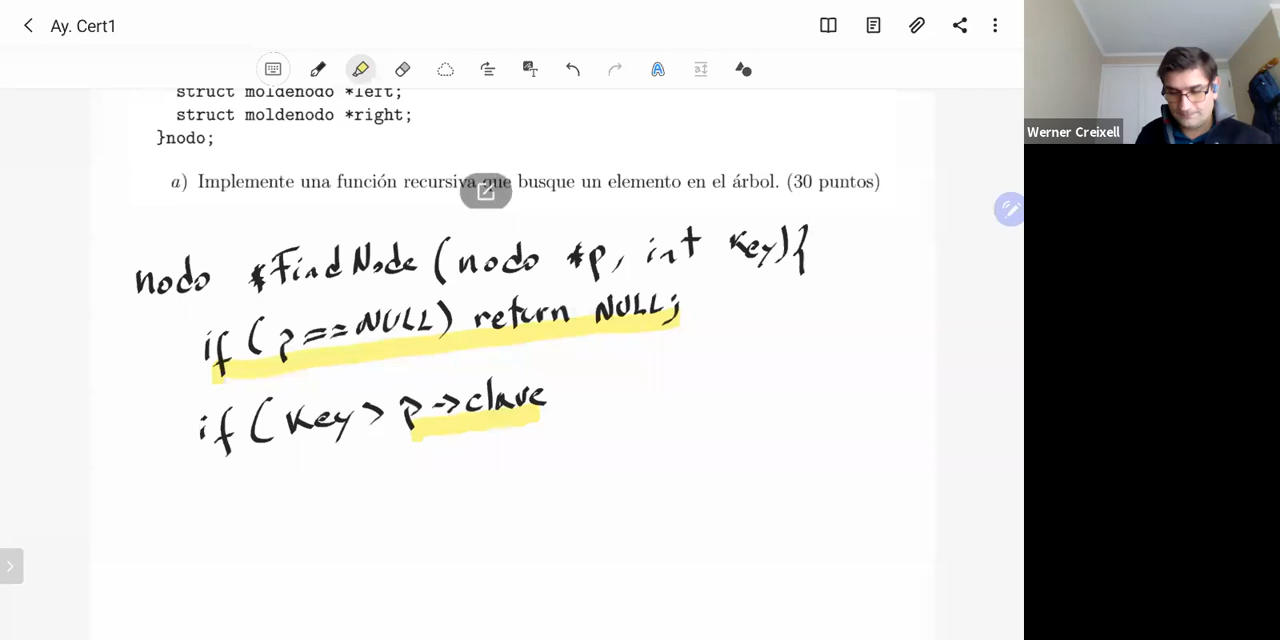 Ay. Cert1
struct moldenodo *left;
struct moldenodo *right;
}nodo;
a) Implemente una función recursiva que busque un elemento en el árbol. (30 puntos)
nodo *FindNode (nodo *p, int Key){
if (p==NULL) return NULL;
if (Key> p->clave
Werner Creixell